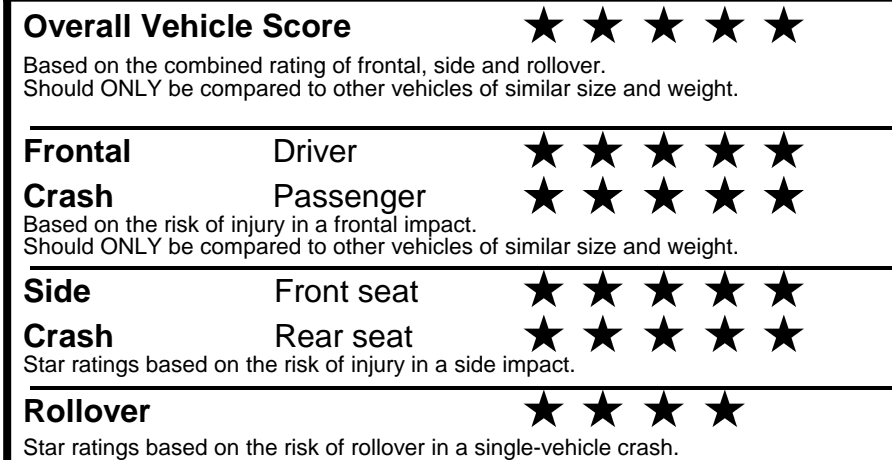 Overall Vehicle Score ★ ★ ★ ★ ★
Based on the combined rating of frontal, side and rollover.
Should ONLY be compared to other vehicles of similar size and weight.
Frontal Driver ★ ★ ★ ★ ★
Crash Passenger ★ ★ ★ ★ ★
Based on the risk of injury in a frontal impact.
Should ONLY be compared to other vehicles of similar size and weight.
Side Front seat ★ ★ ★ ★ ★
Crash Rear seat ★ ★ ★ ★ ★
Star ratings based on the risk of injury in a side impact.
Rollover ★ ★ ★ ★
Star ratings based on the risk of rollover in a single-vehicle crash.